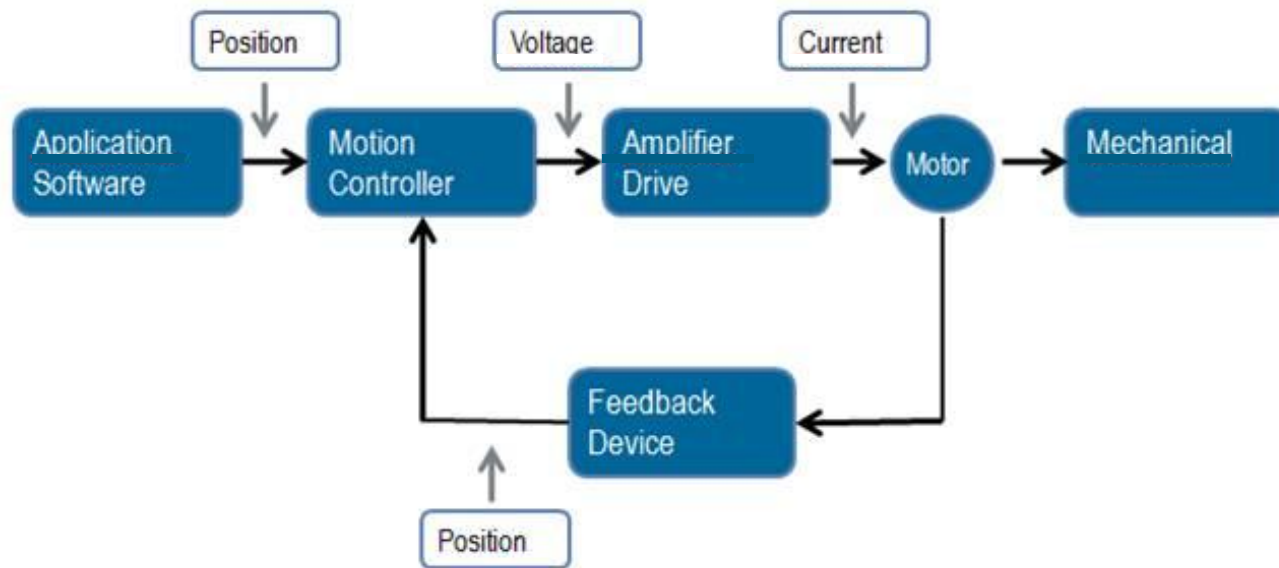 Position
Voltage
Current
Application
Software
Motion
Controller
Amplifier
Drive
Motor
Mechanical
Feedback
Device
Position